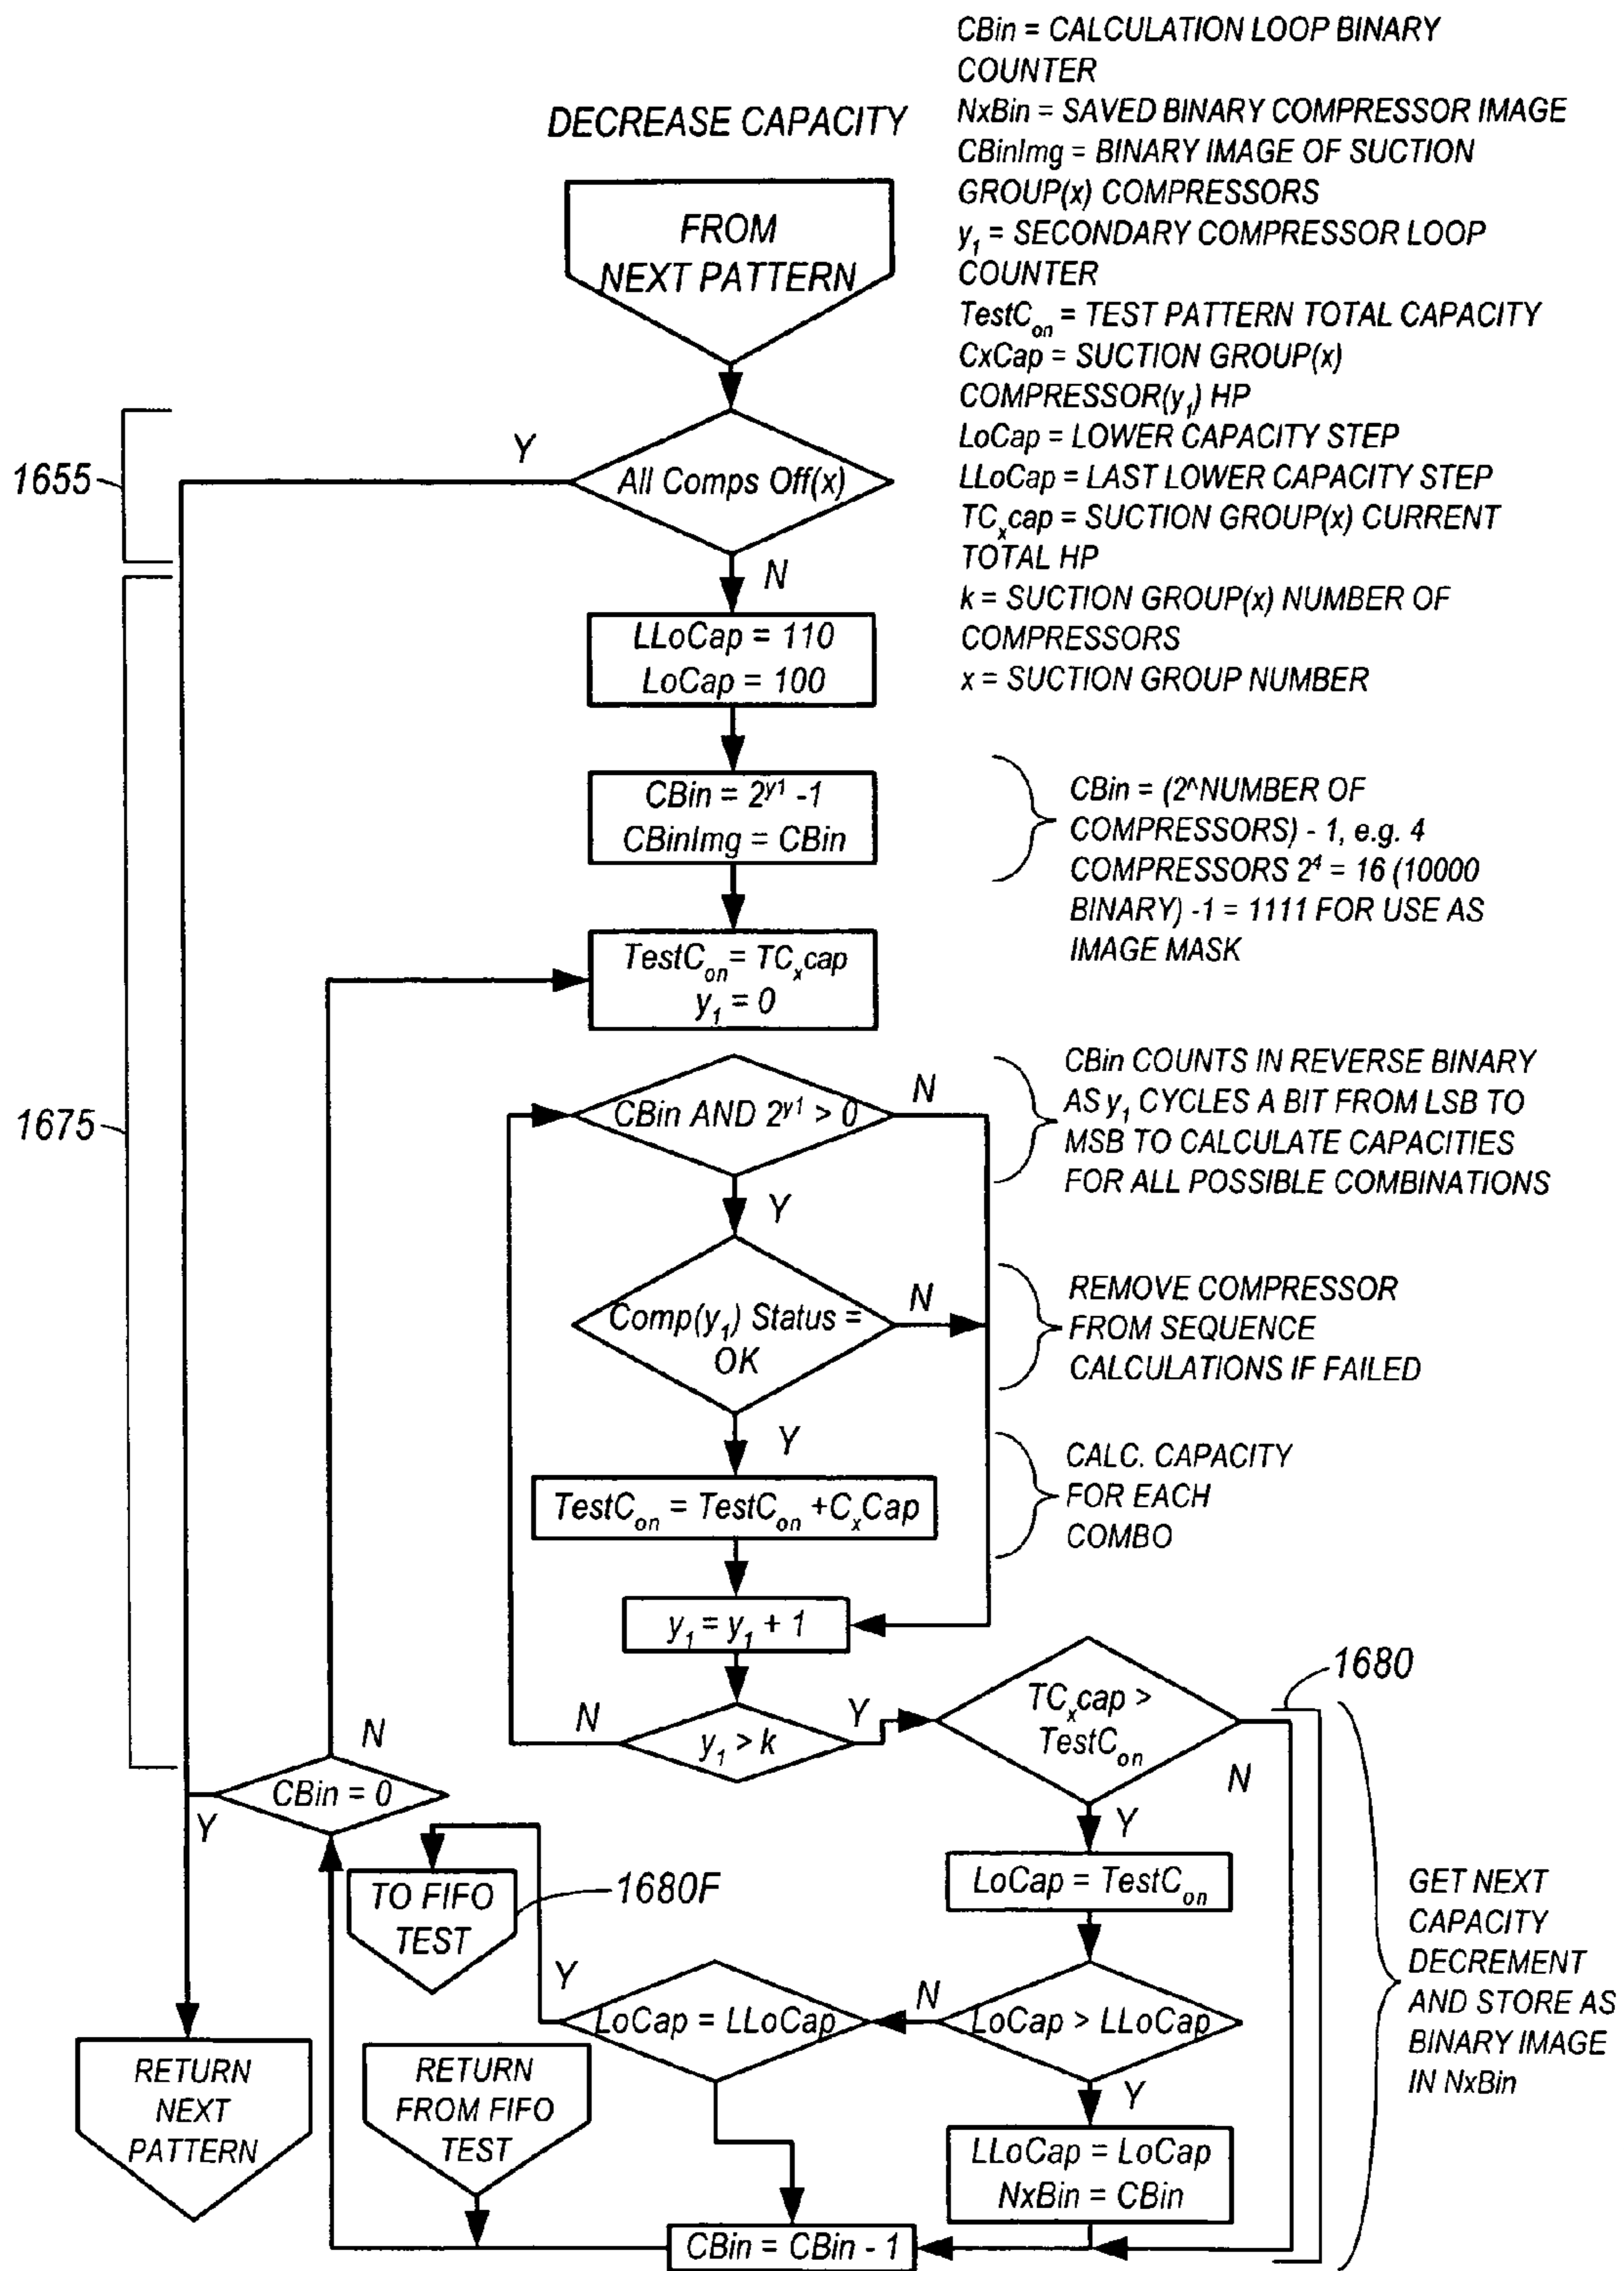 CBin = CALCULATION LOOP BINARY
COUNTER
NxBin = SAVED BINARY COMPRESSOR IMAGE
CBinImg = BINARY IMAGE OF SUCTION
GROUP(x) COMPRESSORS
y₁ = SECONDARY COMPRESSOR LOOP
COUNTER
TestCₒₙ = TEST PATTERN TOTAL CAPACITY
CxCap = SUCTION GROUP(x)
COMPRESSOR(y₁) HP
LoCap = LOWER CAPACITY STEP
LLoCap = LAST LOWER CAPACITY STEP
TCₓcap = SUCTION GROUP(x) CURRENT
TOTAL HP
k = SUCTION GROUP(x) NUMBER OF
COMPRESSORS
x = SUCTION GROUP NUMBER
DECREASE CAPACITY
FROM
NEXT PATTERN
1655
Y
All Comps Off(x)
N
LLoCap = 110
LoCap = 100
CBin = 2^y1 -1
CBinImg = CBin
CBin = (2^NUMBER OF
COMPRESSORS) - 1, e.g. 4
COMPRESSORS 2⁴ = 16 (10000
BINARY) -1 = 1111 FOR USE AS
IMAGE MASK
TestCₒₙ = TCₓcap
y₁ = 0
1675
CBin AND 2^y1 > 0
N
Y
CBin COUNTS IN REVERSE BINARY
AS y₁ CYCLES A BIT FROM LSB TO
MSB TO CALCULATE CAPACITIES
FOR ALL POSSIBLE COMBINATIONS
Comp(y₁) Status =
OK
N
Y
REMOVE COMPRESSOR
FROM SEQUENCE
CALCULATIONS IF FAILED
TestCₒₙ = TestCₒₙ +CₓCap
CALC. CAPACITY
FOR EACH
COMBO
y₁ = y₁ + 1
N
y₁ > k
Y
TCₓcap >
TestCₒₙ
N
Y
1680
N
CBin = 0
Y
TO FIFO
TEST
1680F
LoCap = TestCₒₙ
GET NEXT
CAPACITY
DECREMENT
AND STORE AS
BINARY IMAGE
IN NxBin
Y
LoCap = LLoCap
N
LoCap > LLoCap
Y
RETURN
NEXT
PATTERN
RETURN
FROM FIFO
TEST
LLoCap = LoCap
NxBin = CBin
CBin = CBin - 1